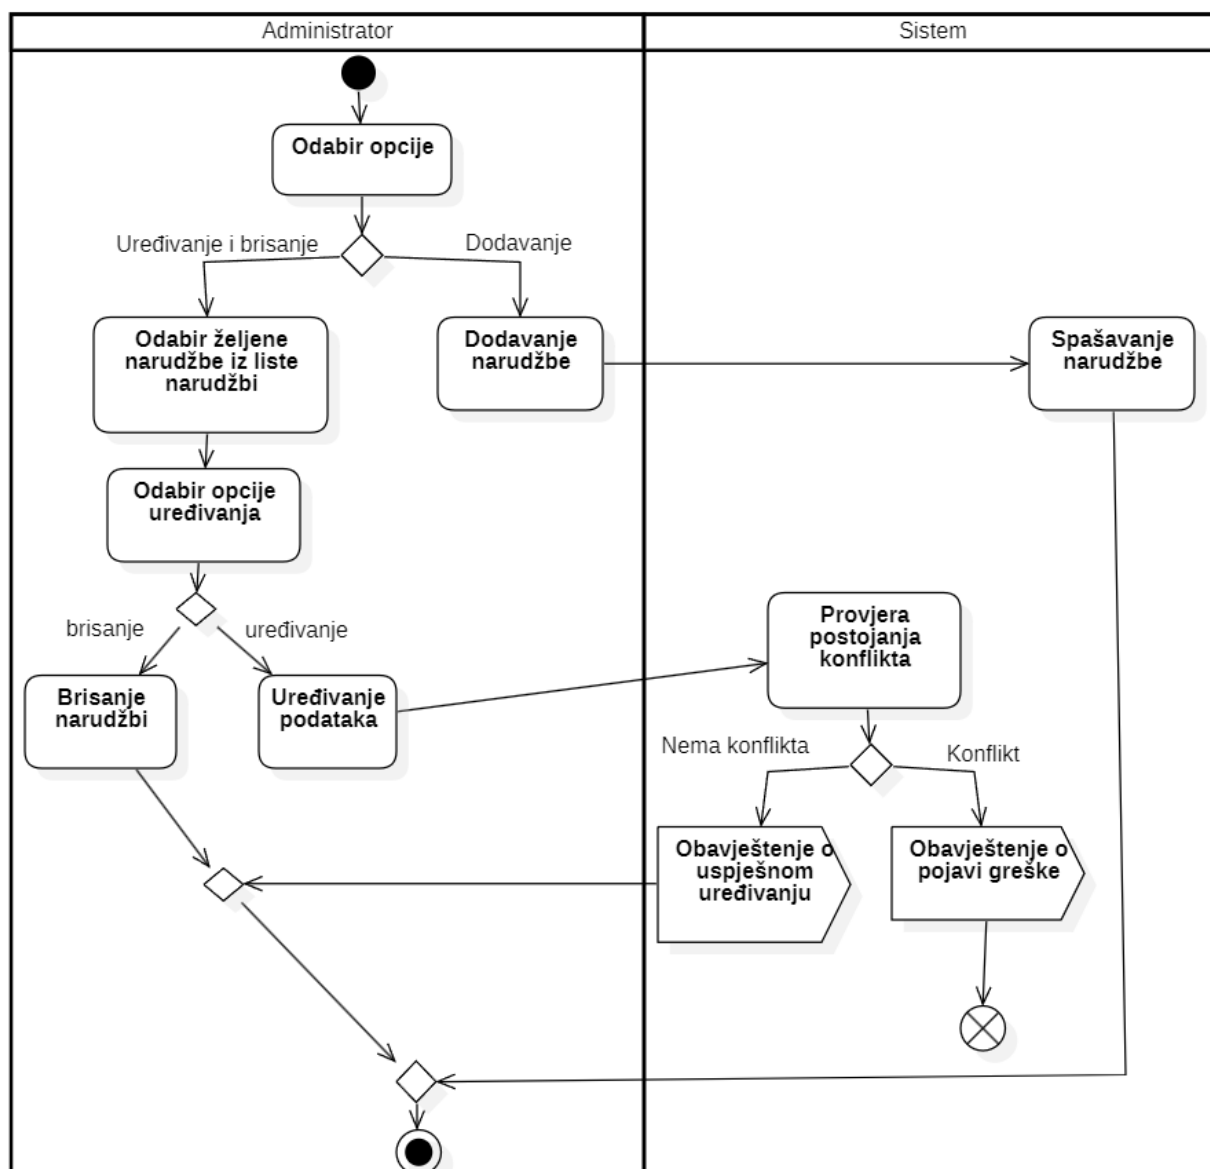 Administrator
Sistem
Odabir opcije
Uređivanje i brisanje
Dodavanje
Odabir željene
narudžbe iz liste
narudžbi
Dodavanje
narudžbe
Spašavanje
narudžbe
Odabir opcije
uređivanja
brisanje
uređivanje
Brisanje
narudžbi
Uređivanje
podataka
Provjera
postojanja
konflikta
Nema konflikta
Konflikt
Obavještenje o
uspješnom
uređivanju
Obavještenje o
pojavi greške